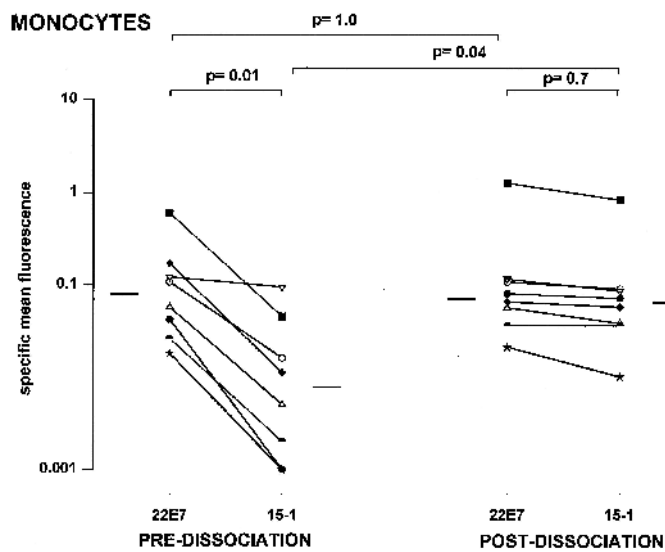 MONOCYTES
p= 1.0
p= 0.04
p= 0.01
p= 0.7
10
1
0.1
0.001
specific mean fluorescence
22E7
15-1
22E7
15-1
PRE-DISSOCIATION
POST-DISSOCIATION